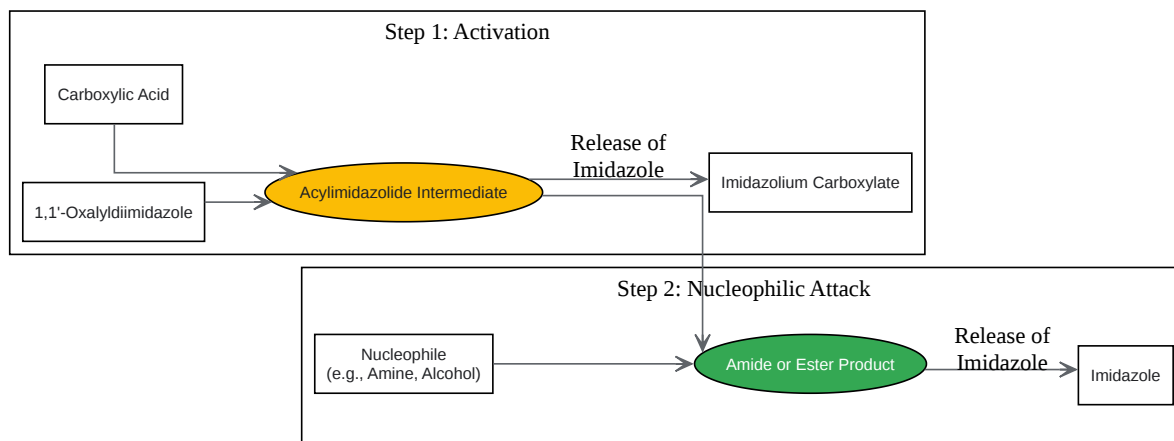 Step 1: Activation
Carboxylic Acid
Release of
Imidazole
Acylimidazolide Intermediate
Imidazolium Carboxylate
1,1'-Oxalyldiimidazole
Step 2: Nucleophilic Attack
Nucleophile
(e.g., Amine, Alcohol)
Amide or Ester Product
Release of
Imidazole
Imidazole